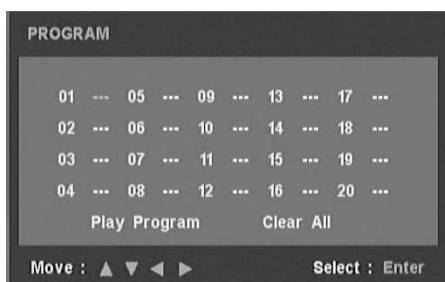 PROGRAM
01 --- 05 --- 09 --- 13 --- 17 ---
02 --- 06 --- 10 --- 14 --- 18 ---
03 --- 07 --- 11 --- 15 --- 19 ---
04 --- 08 --- 12 --- 16 --- 20 ---
Play Program Clear All
Move : ▲ ▼ ◀ ▶ Select : Enter